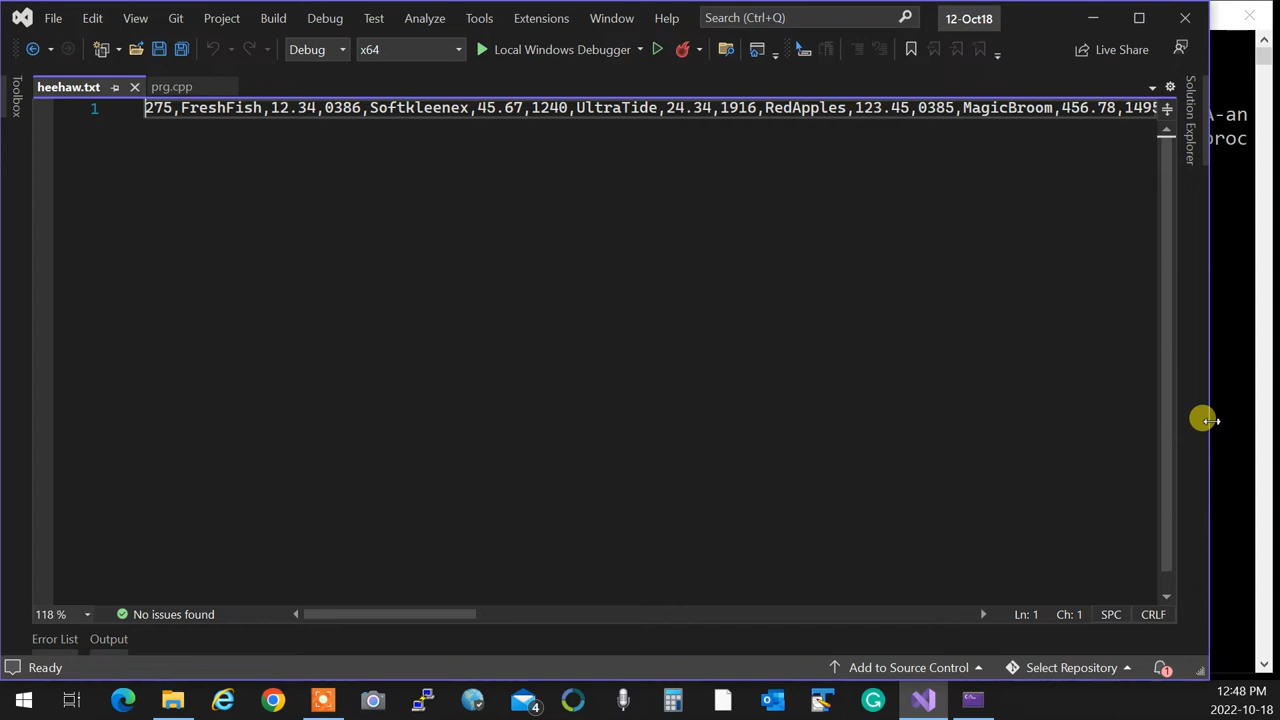 File Edit View Git Project Build Debug Test Analyze Tools Extensions Window Help Search (Ctrl+Q) 12-Oct18
Debug x64 Local Windows Debugger Live Share
heehaw.txt prg.cpp
Toolbox
1 275,FreshFish,12.34,0386,Softkleenex,45.67,1240,UltraTide,24.34,1916,RedApples,123.45,0385,MagicBroom,456.78,1495
Solution Explorer
A-an
proc
118 % No issues found Ln: 1 Ch: 1 SPC CRLF
Error List Output
Ready Add to Source Control Select Repository 1
4
12:48 PM
2022-10-18